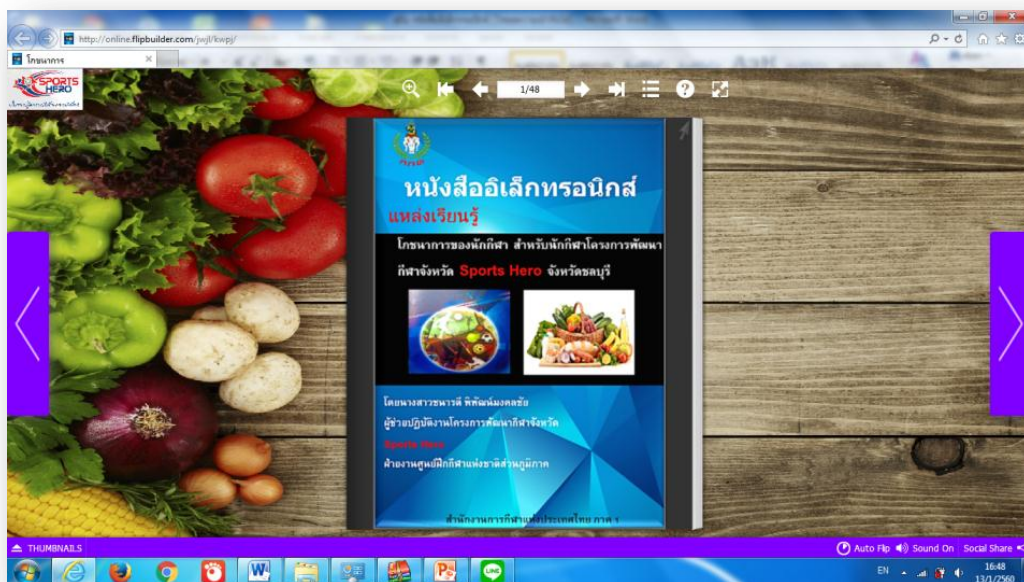 http://online.flipbuilder.com/jwjl/kwpj/
โภชนาการ
SPORTS
HERO
1/48
กกท
หนังสืออิเล็กทรอนิกส์
แหล่งเรียนรู้
โภชนาการของนักกีฬา สำหรับนักกีฬาโครงการพัฒนา
กีฬาจังหวัด Sports Hero จังหวัดชลบุรี
โดยนางสาวชนารดี พิพัฒน์มงคลชัย
ผู้ช่วยปฏิบัติงานโครงการพัฒนากีฬาจังหวัด
Sports Hero
ฝ่ายงานศูนย์ฝึกกีฬาแห่งชาติส่วนภูมิภาค
สำนักงานการกีฬาแห่งประเทศไทย ภาค 1
THUMBNAILS
Auto Flip Sound On Social Share
EN
16:48
13/1/2560